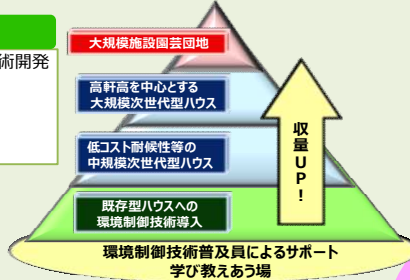 術開発
大規模施設園芸団地
高軒高を中心とする
大規模次世代型ハウス
低コスト耐候性等の
中規模次世代型ハウス
既存型ハウスへの
環境制御技術導入
収量UP!
環境制御技術普及員によるサポート
学び教えあう場